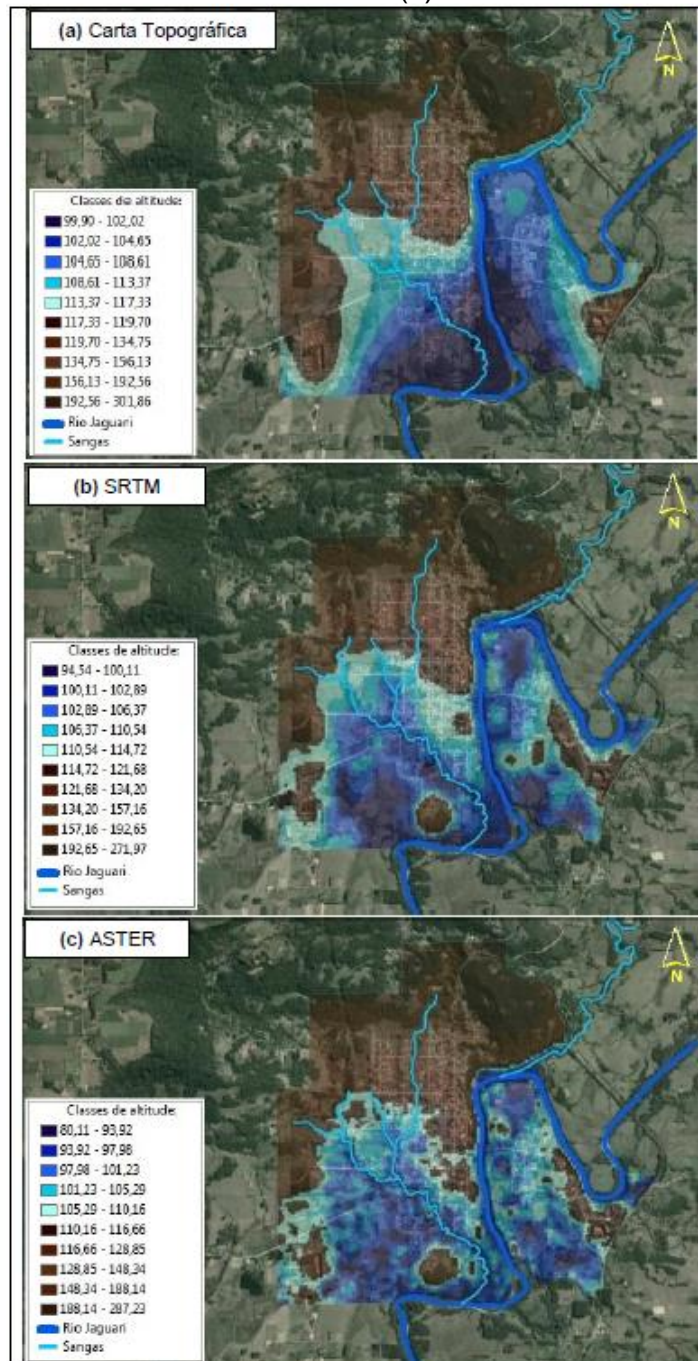 (a) Carta Topográfica
N
Classes de altitude:
99,90 - 102,02
102,02 - 104,65
104,65 - 108,61
108,61 - 113,37
113,37 - 117,33
117,33 - 119,70
119,70 - 134,75
134,75 - 156,13
156,13 - 192,56
192,56 - 301,86
Rio Jaguari
Sangas
(b) SRTM
N
Classes de altitude:
94,54 - 100,11
100,11 - 102,89
102,89 - 106,37
106,37 - 110,54
110,54 - 114,72
114,72 - 121,68
121,68 - 134,20
134,20 - 157,16
157,16 - 192,65
192,65 - 271,97
Rio Jaguari
Sangas
(c) ASTER
N
Classes de altitude:
80,11 - 93,92
93,92 - 97,98
97,98 - 101,23
101,23 - 105,29
105,29 - 110,16
110,16 - 116,66
116,66 - 128,85
128,85 - 148,34
148,34 - 188,14
188,14 - 287,23
Rio Jaguari
Sangas